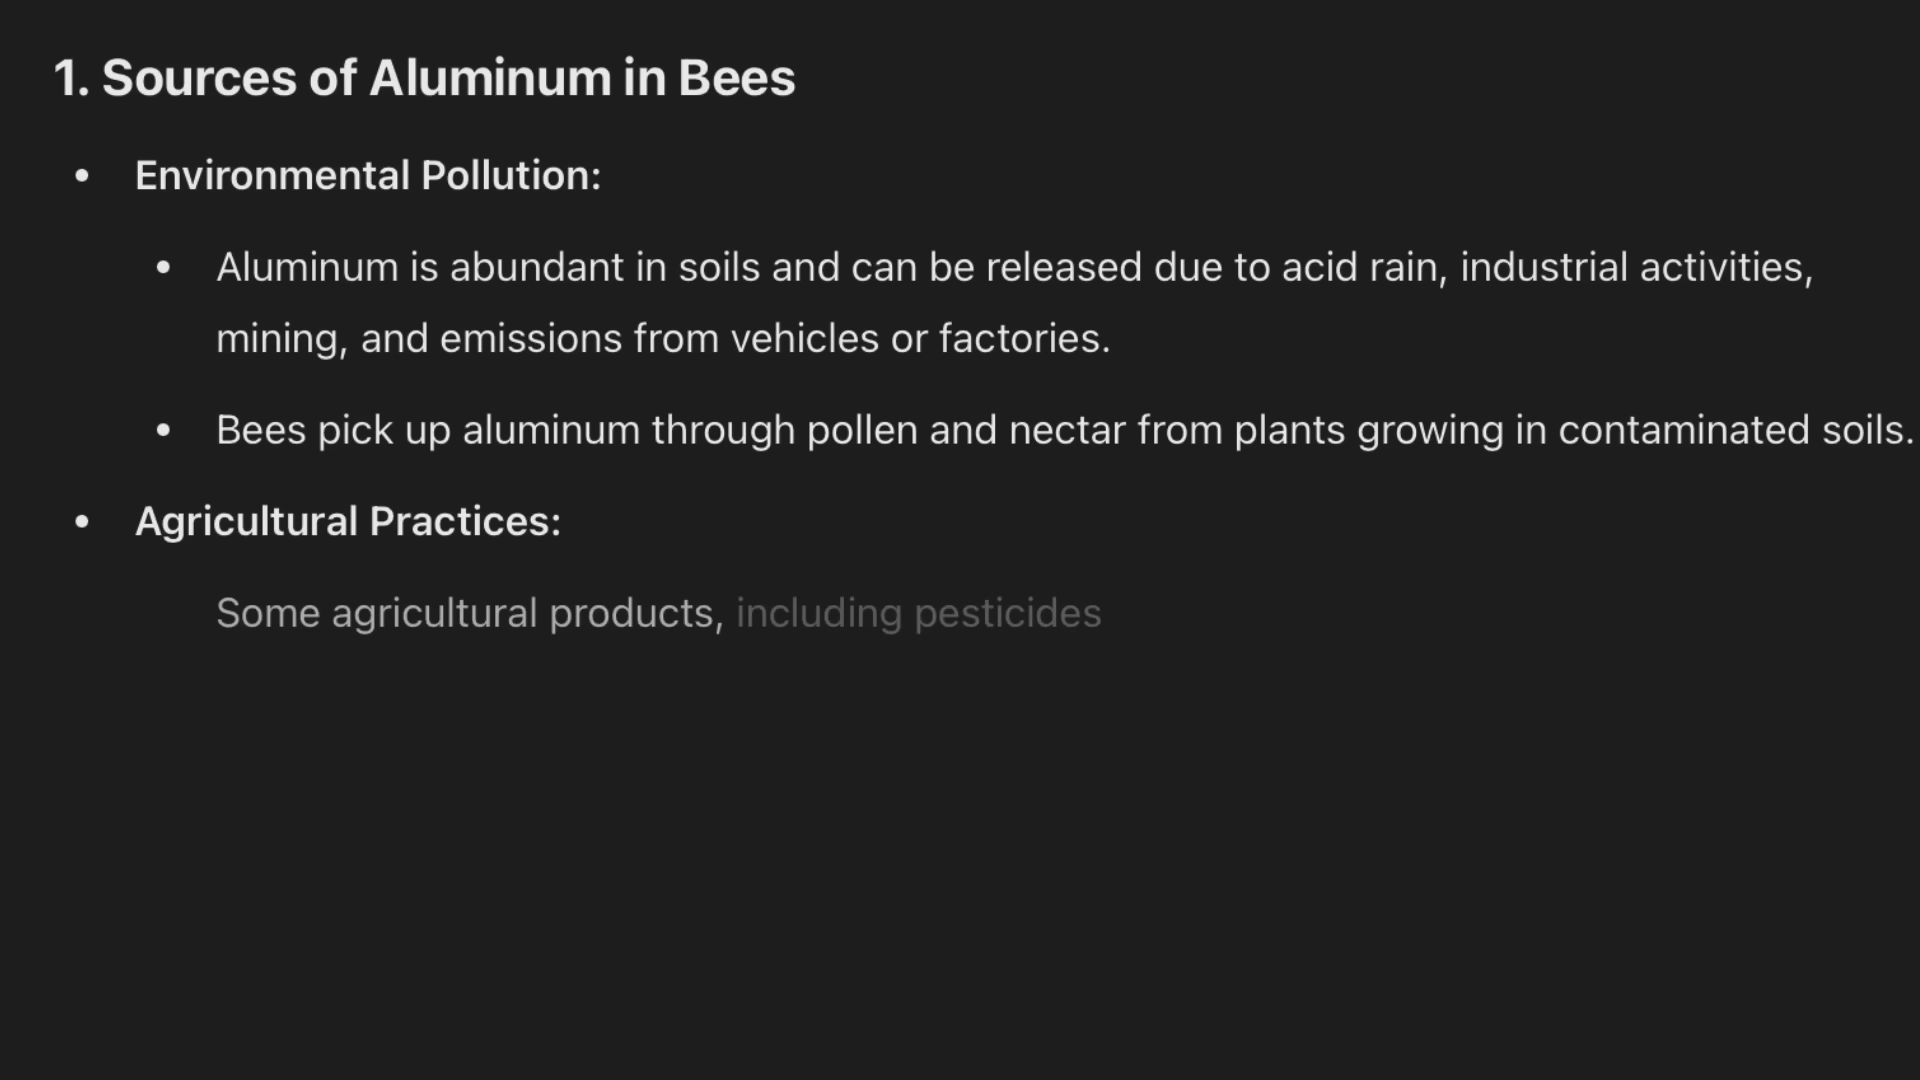 1. Sources of Aluminum in Bees
• Environmental Pollution:
• Aluminum is abundant in soils and can be released due to acid rain, industrial activities,
mining, and emissions from vehicles or factories.
• Bees pick up aluminum through pollen and nectar from plants growing in contaminated soils.
• Agricultural Practices:
Some agricultural products, including pesticides